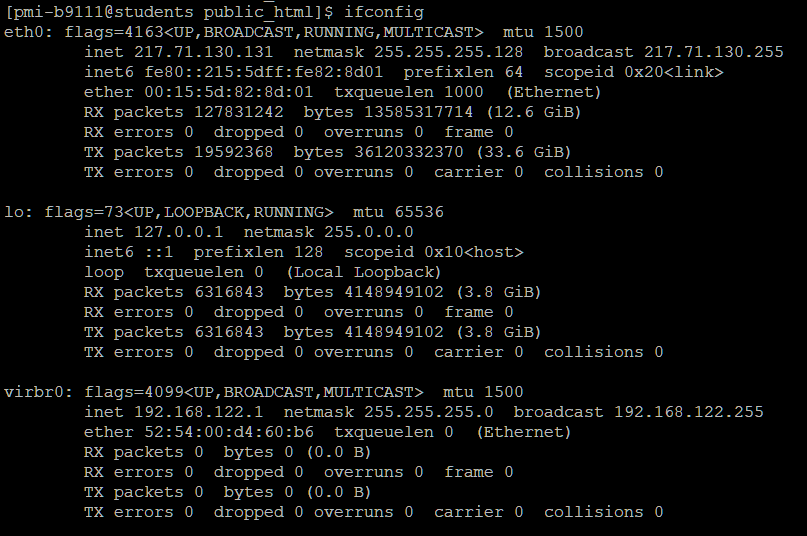 [pmi-b9111@students public_html]$ ifconfig
eth0: flags=4163<UP,BROADCAST,RUNNING,MULTICAST>  mtu 1500
        inet 217.71.130.131  netmask 255.255.255.128  broadcast 217.71.130.255
        inet6 fe80::215:5dff:fe82:8d01  prefixlen 64  scopeid 0x20<link>
        ether 00:15:5d:82:8d:01  txqueuelen 1000  (Ethernet)
        RX packets 127831242  bytes 13585317714 (12.6 GiB)
        RX errors 0  dropped 0  overruns 0  frame 0
        TX packets 19592368  bytes 36120332370 (33.6 GiB)
        TX errors 0  dropped 0 overruns 0  carrier 0  collisions 0

lo: flags=73<UP,LOOPBACK,RUNNING>  mtu 65536
        inet 127.0.0.1  netmask 255.0.0.0
        inet6 ::1  prefixlen 128  scopeid 0x10<host>
        loop  txqueuelen 0  (Local Loopback)
        RX packets 6316843  bytes 4148949102 (3.8 GiB)
        RX errors 0  dropped 0  overruns 0  frame 0
        TX packets 6316843  bytes 4148949102 (3.8 GiB)
        TX errors 0  dropped 0 overruns 0  carrier 0  collisions 0

virbr0: flags=4099<UP,BROADCAST,MULTICAST>  mtu 1500
        inet 192.168.122.1  netmask 255.255.255.0  broadcast 192.168.122.255
        ether 52:54:00:d4:60:b6  txqueuelen 0  (Ethernet)
        RX packets 0  bytes 0 (0.0 B)
        RX errors 0  dropped 0  overruns 0  frame 0
        TX packets 0  bytes 0 (0.0 B)
        TX errors 0  dropped 0 overruns 0  carrier 0  collisions 0